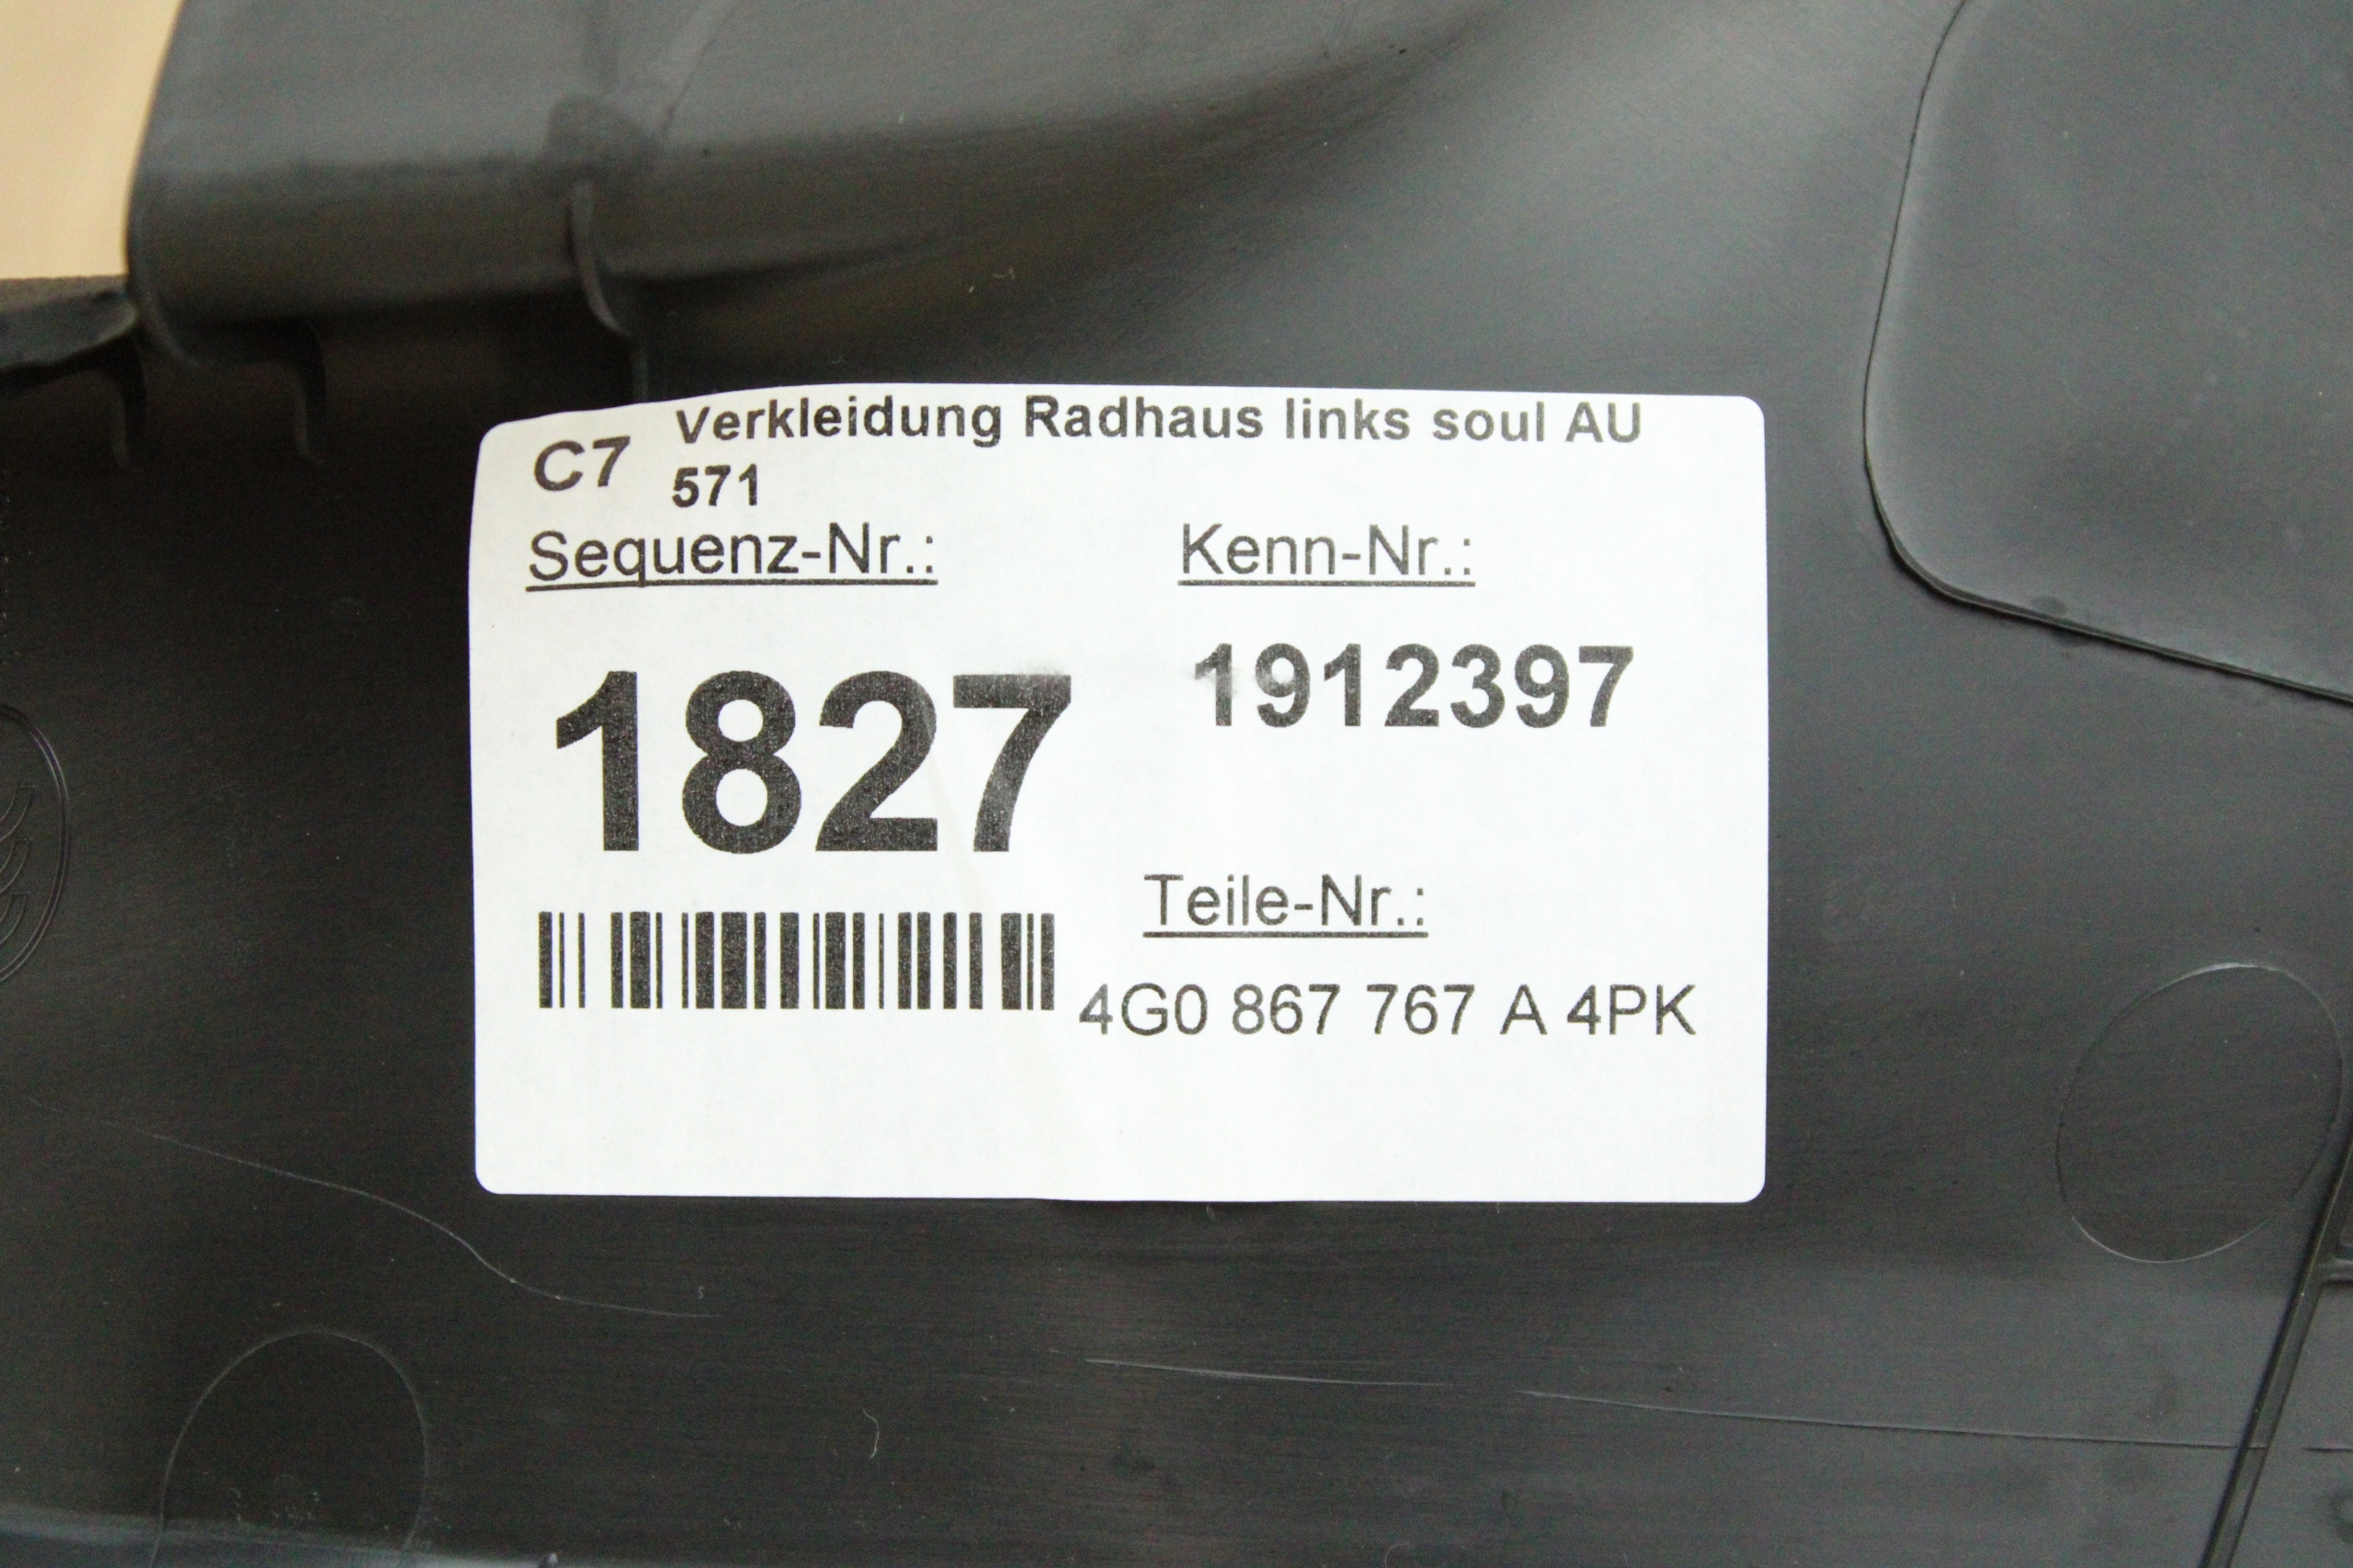 C7 Verkleidung Radhaus links soul AU
571
Sequenz-Nr.: Kenn-Nr.:
1827 1912397
Teile-Nr.:
4G0 867 767 A 4PK